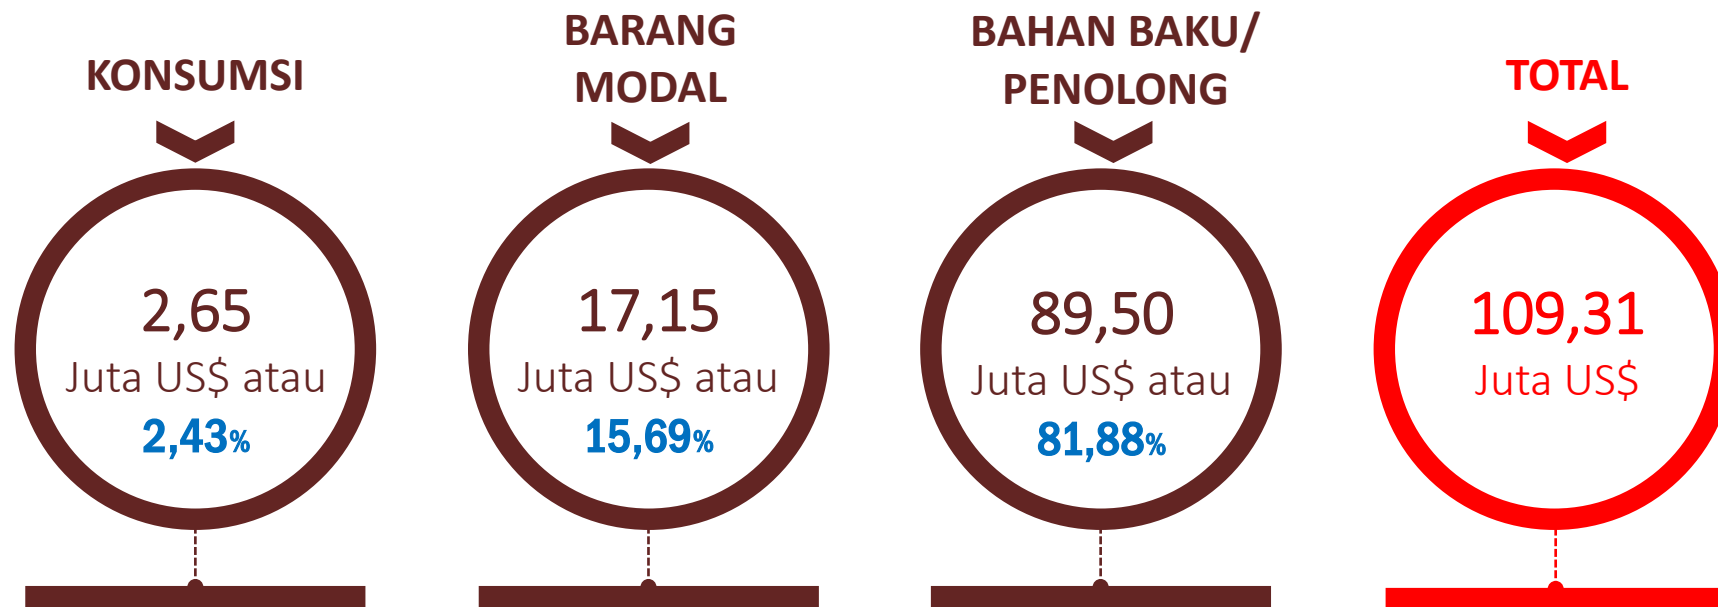 KONSUMSI
2,65
Juta US$ atau
2,43%
BARANG
MODAL
17,15
Juta US$ atau
15,69%
BAHAN BAKU/
PENOLONG
89,50
Juta US$ atau
81,88%
TOTAL
109,31
Juta US$